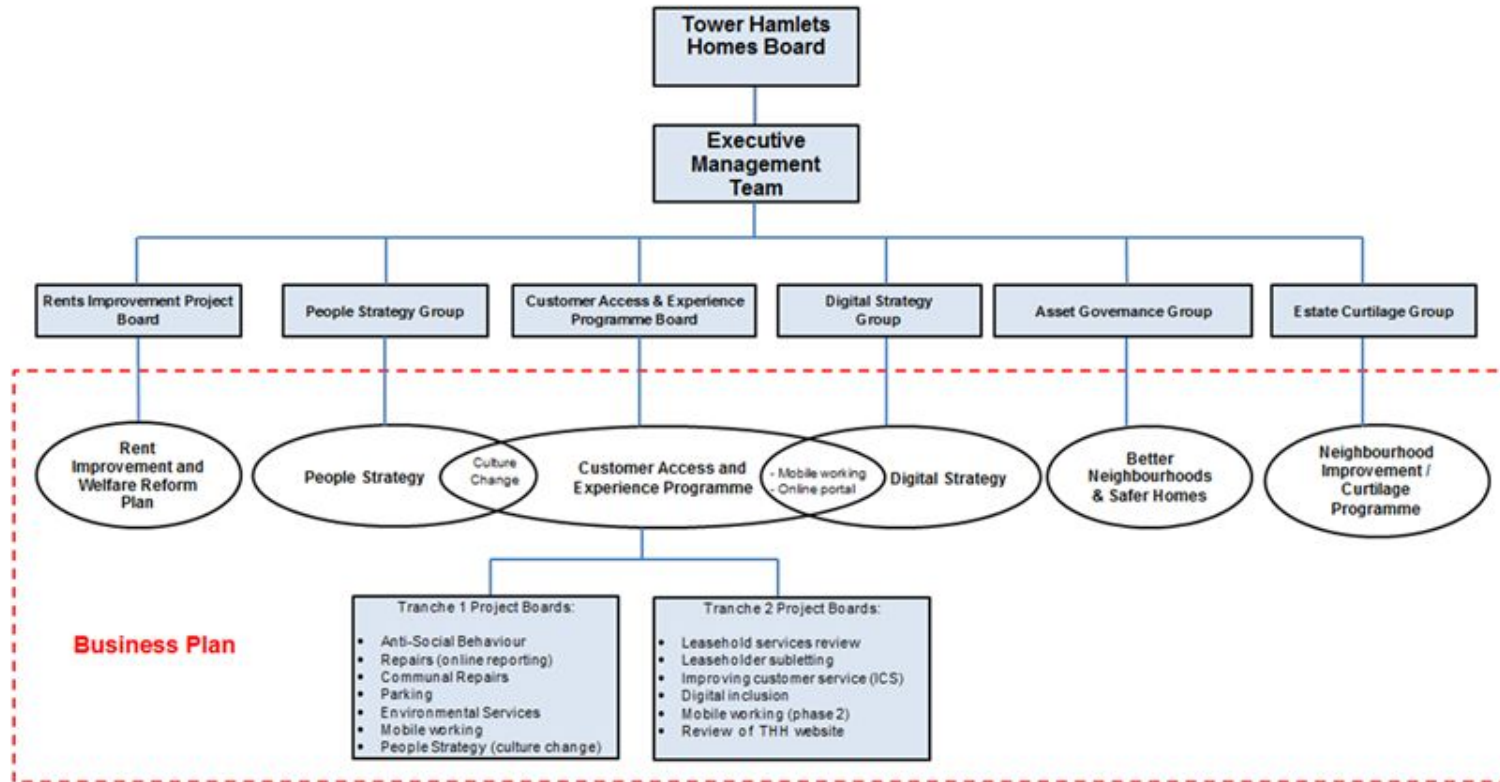 Tower Hamlets
Homes Board
Executive
Management
Team
Rents Improvement Project
Board
People Strategy Group
Customer Access & Experience
Programme Board
Digital Strategy
Group
Asset Governance Group
Estate Curtilage Group
Rent
Improvement and
Welfare Reform
Plan
People Strategy
Culture
Change
Customer Access and
Experience Programme
- Mobile working
- Online portal
Digital Strategy
Better
Neighbourhoods
& Safer Homes
Neighbourhood
Improvement /
Curtilage
Programme
Business Plan
Tranche 1 Project Boards:
• Anti-Social Behaviour
• Repairs (online reporting)
• Communal Repairs
• Parking
• Environmental Services
• Mobile working
• People Strategy (culture change)
Tranche 2 Project Boards:
• Leasehold services review
• Leaseholder subletting
• Improving customer service (ICS)
• Digital inclusion
• Mobile working (phase 2)
• Review of THH website